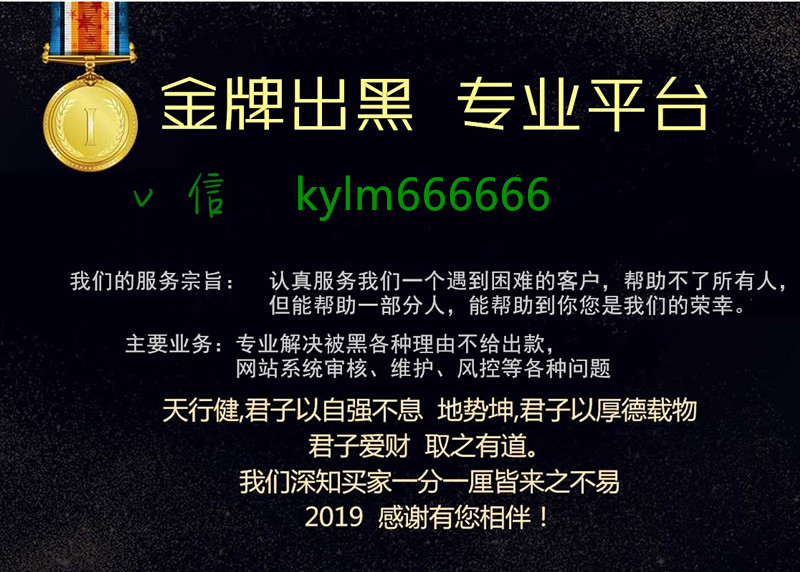 I
金牌出黑 专业平台
v 信 kylm666666
我们的服务宗旨： 认真服务我们一个遇到困难的客户，帮助不了所有人，
但能帮助一部分人，能帮助到你您是我们的荣幸。
主要业务：专业解决被黑各种理由不给出款，
网站系统审核、维护、风控等各种问题
天行健,君子以自强不息 地势坤,君子以厚德载物
君子爱财 取之有道。
我们深知买家一分一厘皆来之不易
2019 感谢有您相伴！